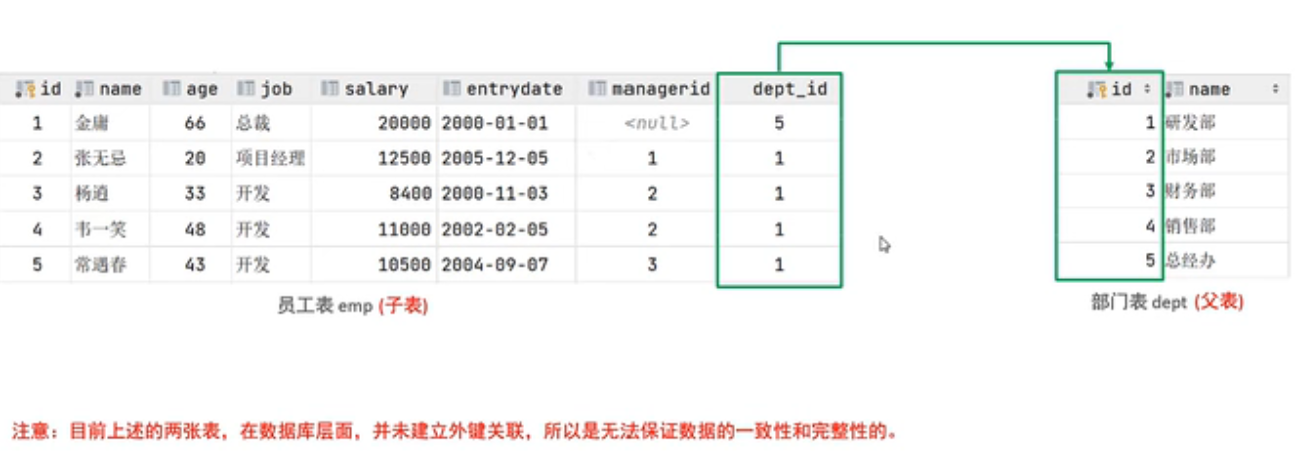 id name age job salary entrydate managerid dept_id id name
1 金庸 66 总裁 20000 2000-01-01 <null> 5 1 研发部
2 张无忌 20 项目经理 12500 2005-12-05 1 1 2 市场部
3 杨逍 33 开发 8400 2000-11-03 2 1 3 财务部
4 韦一笑 48 开发 11000 2002-02-05 2 1 4 销售部
5 常遇春 43 开发 10500 2004-09-07 3 1 5 总经办
员工表 emp (子表) 部门表 dept (父表)
注意：目前上述的两张表，在数据库层面，并未建立外键关联，所以是无法保证数据的一致性和完整性的。